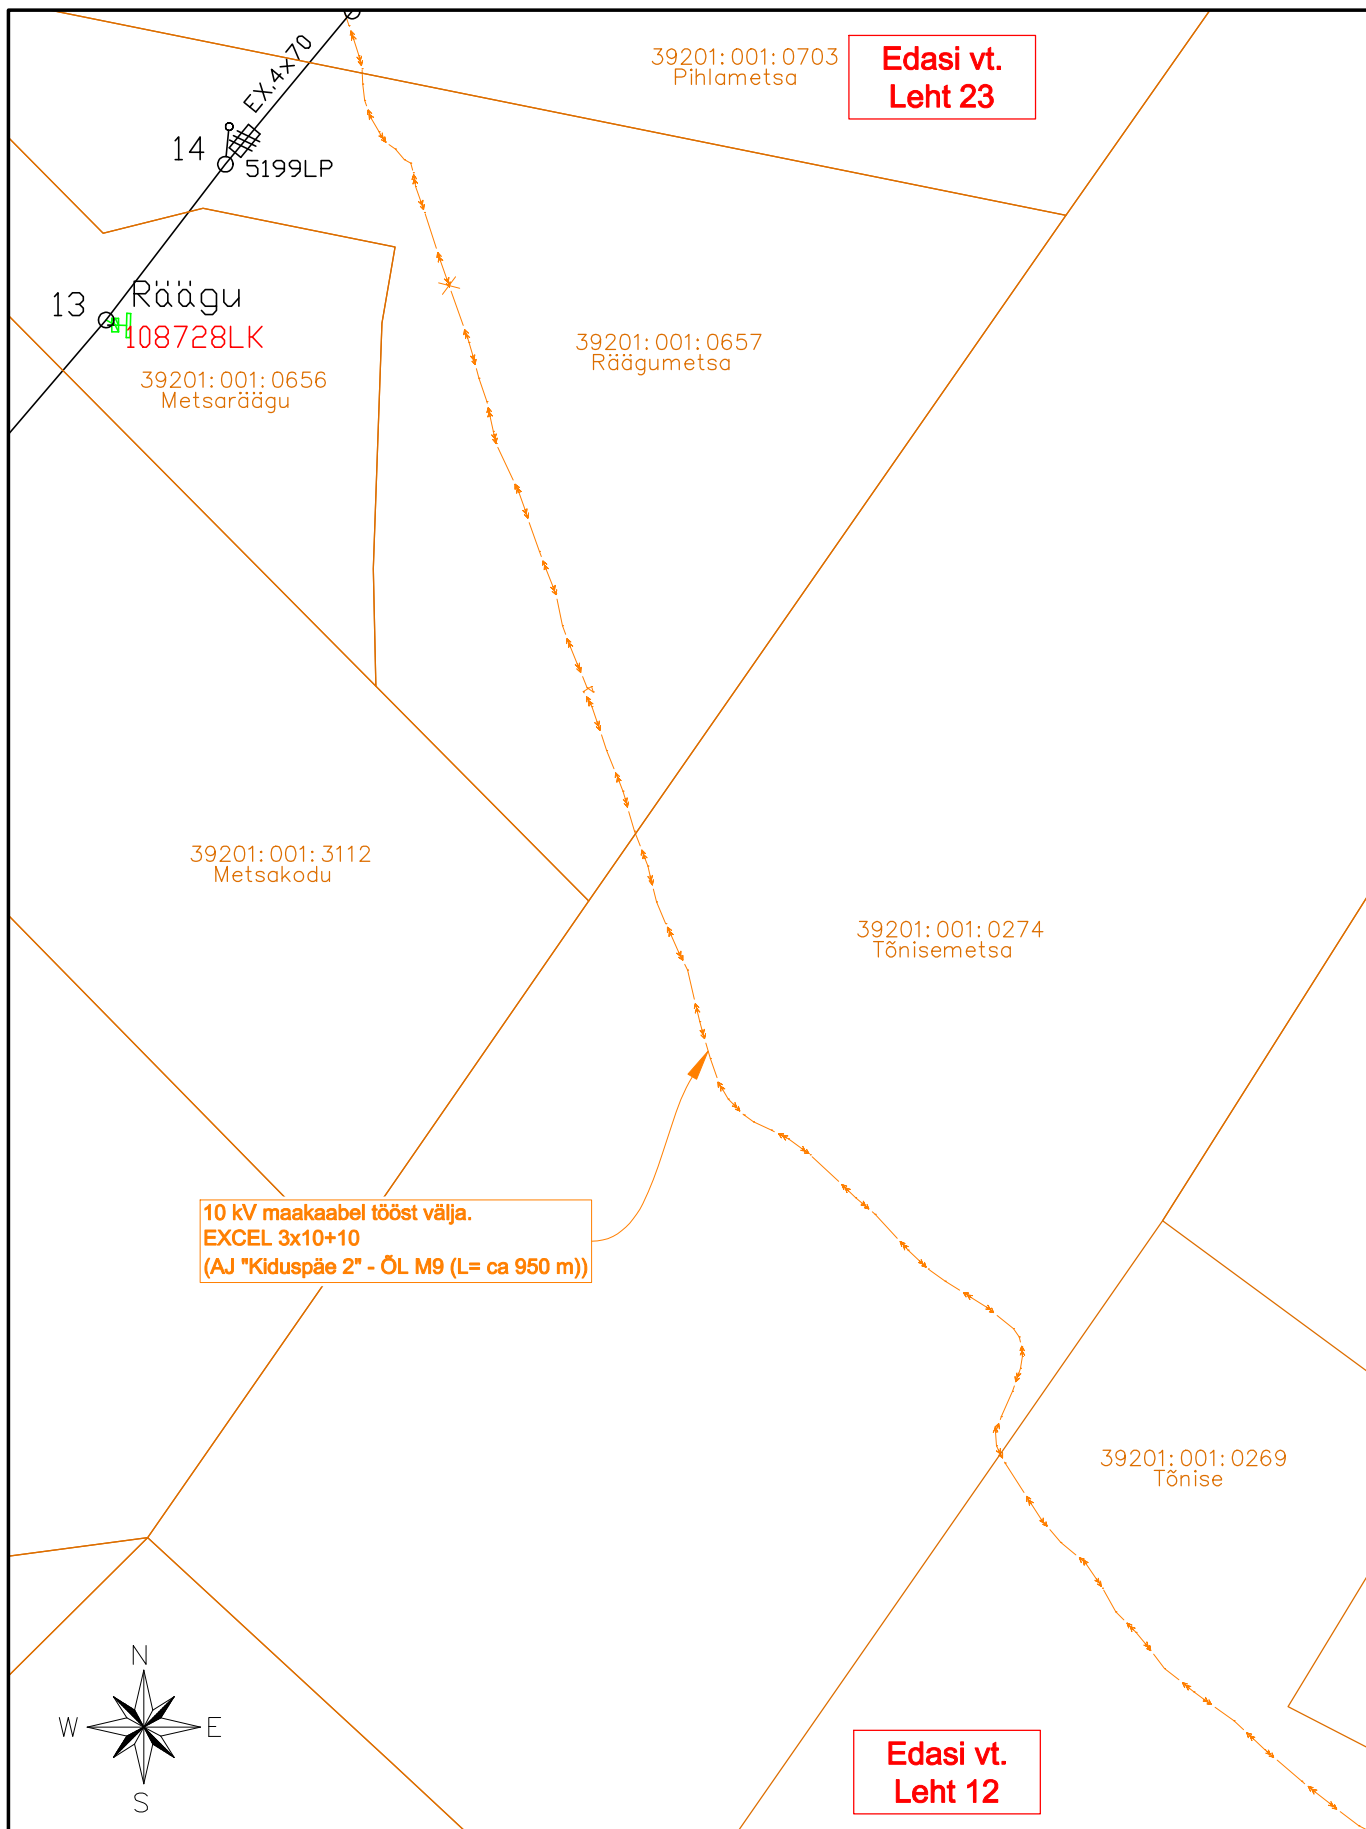 39201:001:0703
Pihlametsa
Edasi vt.
Leht 23
EX.4x70
14
5199LP
13
Räägu
108728LK
39201:001:0656
Metsaräägu
39201:001:0657
Räägumetsa
39201:001:3112
Metsakodu
39201:001:0274
Tõnisemetsa
10 kV maakaabel tööst välja.
EXCEL 3x10+10
(AJ "Kiduspäe 2" - ÕL M9 (L= ca 950 m))
39201:001:0269
Tõnise
N
W
E
S
Edasi vt.
Leht 12